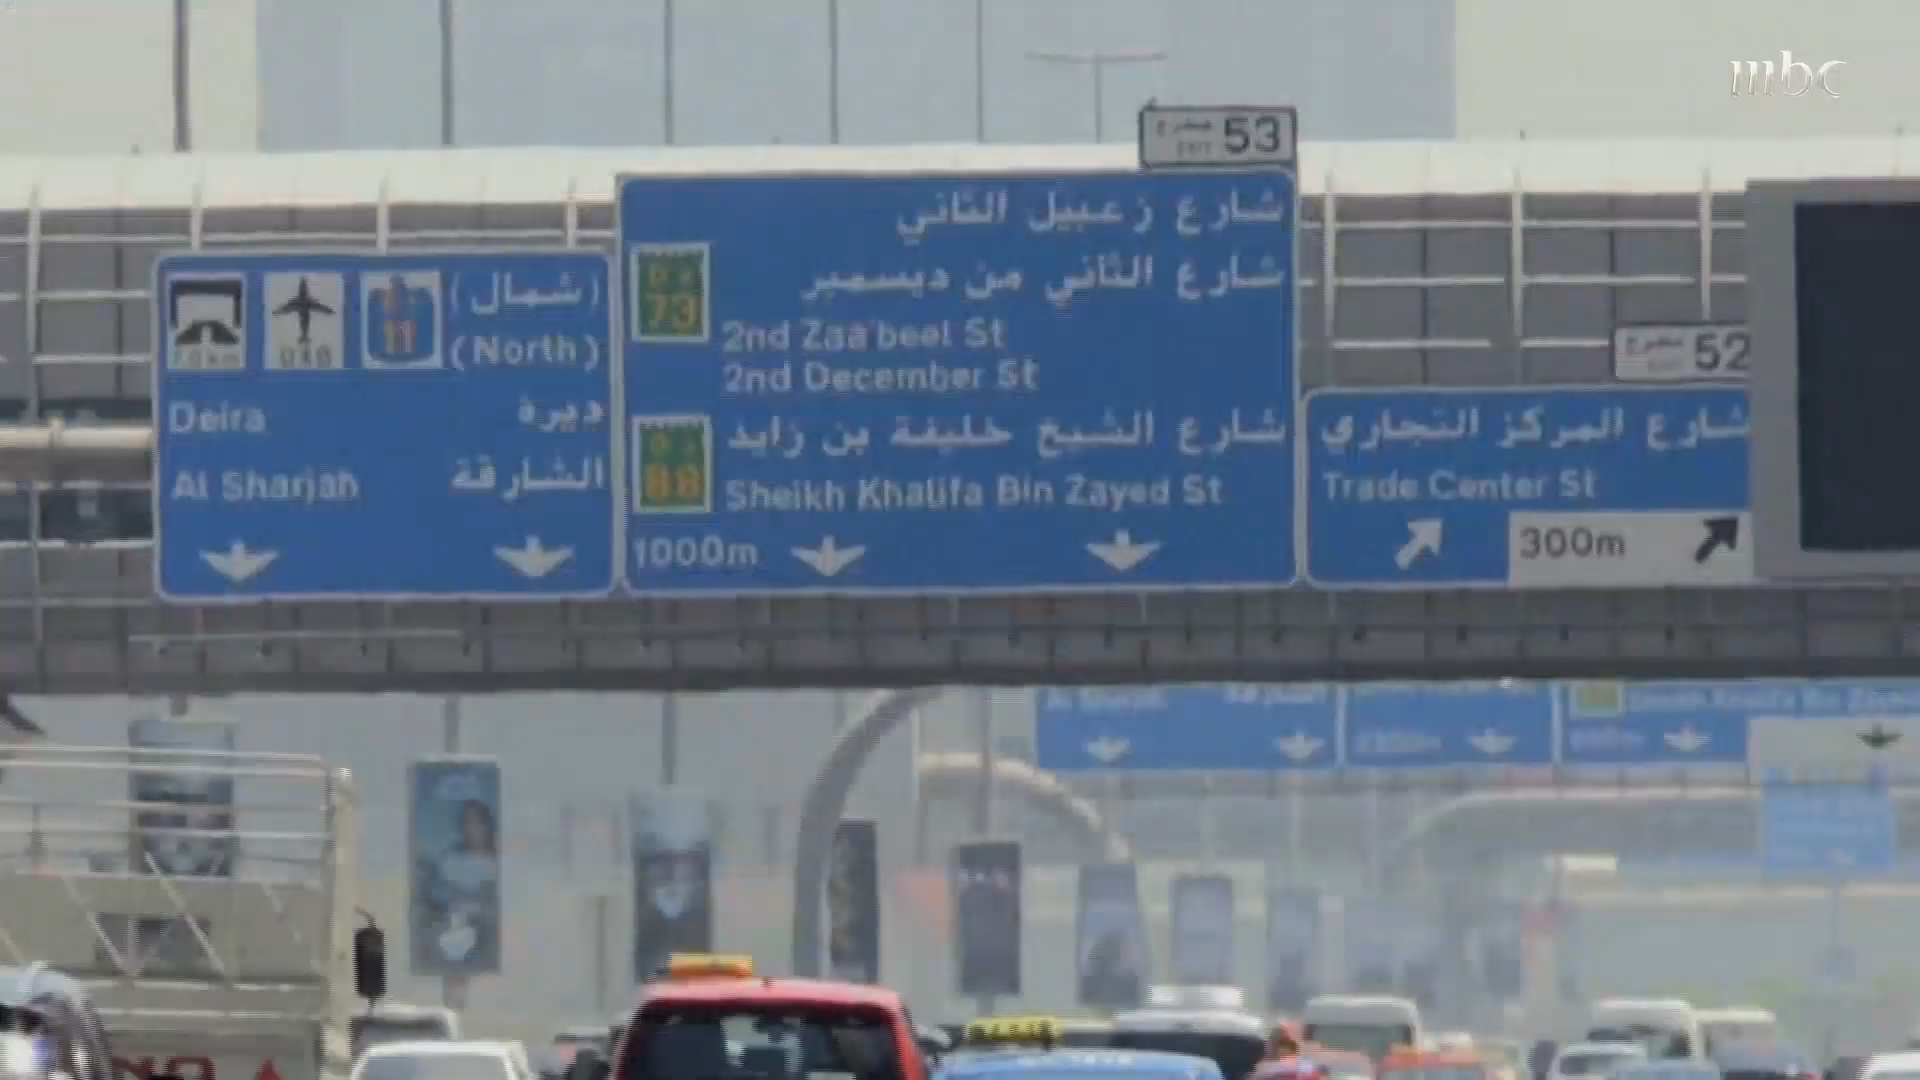 mbc
مخرج 53
EXIT
شارع زعبيل الثاني
شارع الثاني من ديسمبر
73
2nd Zaa'beel St
2nd December St
شارع الشيخ خليفة بن زايد
88
Sheikh Khalifa Bin Zayed St
1000m
(شمال)
11
(North)
Deira ديرة
Al Sharjah الشارقة
مخرج 52
EXIT
شارع المركز التجاري
Trade Center St
300m